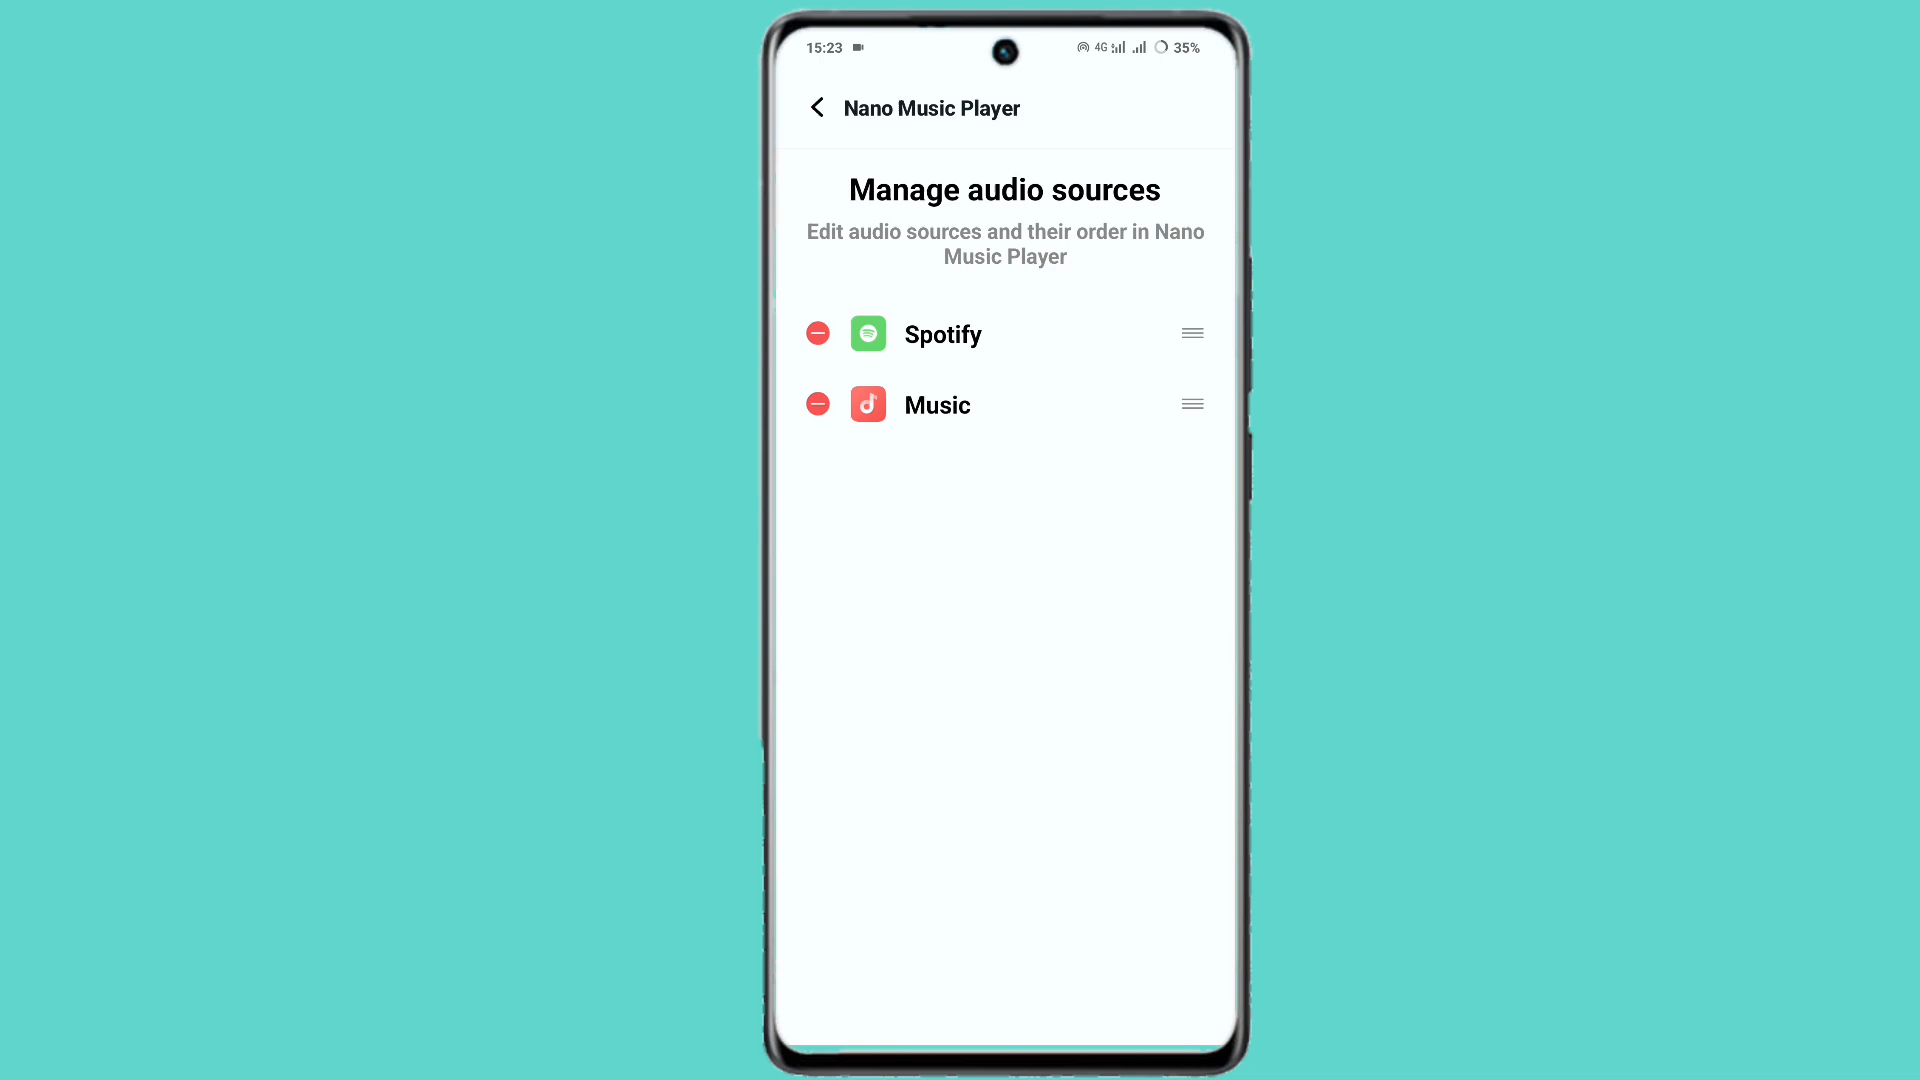 15:23 4G 35%
Nano Music Player
Manage audio sources
Edit audio sources and their order in Nano
Music Player
Spotify
Music